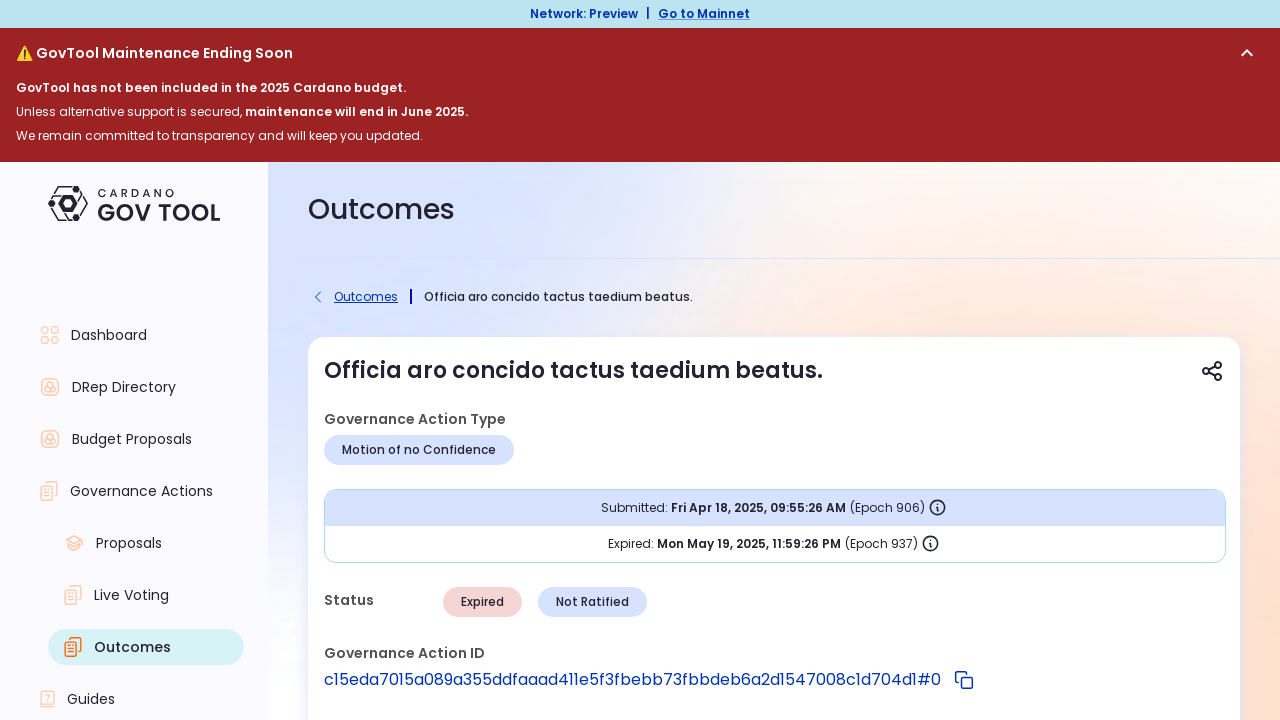 Network: Preview | Go to Mainnet
⚠️ GovTool Maintenance Ending Soon
GovTool has not been included in the 2025 Cardano budget.
Unless alternative support is secured, maintenance will end in June 2025.
We remain committed to transparency and will keep you updated.
CARDANO
GOV TOOL
Dashboard
DRep Directory
Budget Proposals
Governance Actions
Proposals
Live Voting
Outcomes
Guides
Outcomes
Outcomes | Officia aro concido tactus taedium beatus.
Officia aro concido tactus taedium beatus.
Governance Action Type
Motion of no Confidence
Submitted: Fri Apr 18, 2025, 09:55:26 AM (Epoch 906)
Expired: Mon May 19, 2025, 11:59:26 PM (Epoch 937)
Status Expired Not Ratified
Governance Action ID
c15eda7015a089a355ddfaaad411e5f3fbebb73fbbdeb6a2d1547008c1d704d1#0